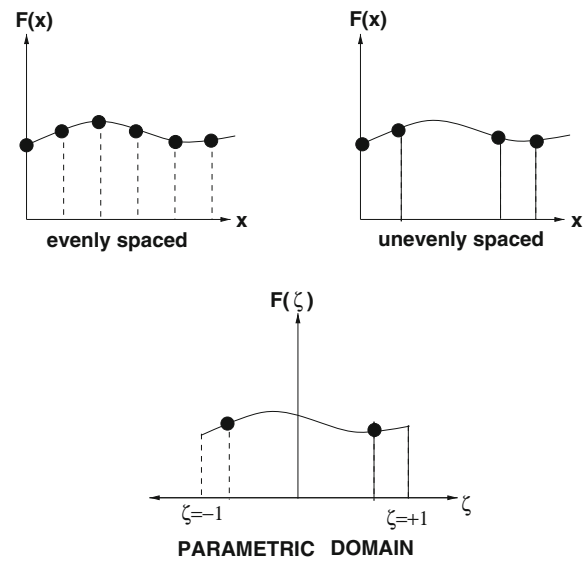 F(x)
F(x)
x
x
evenly spaced
unevenly spaced
F(ζ)
ζ
ζ=−1
ζ=+1
PARAMETRIC DOMAIN